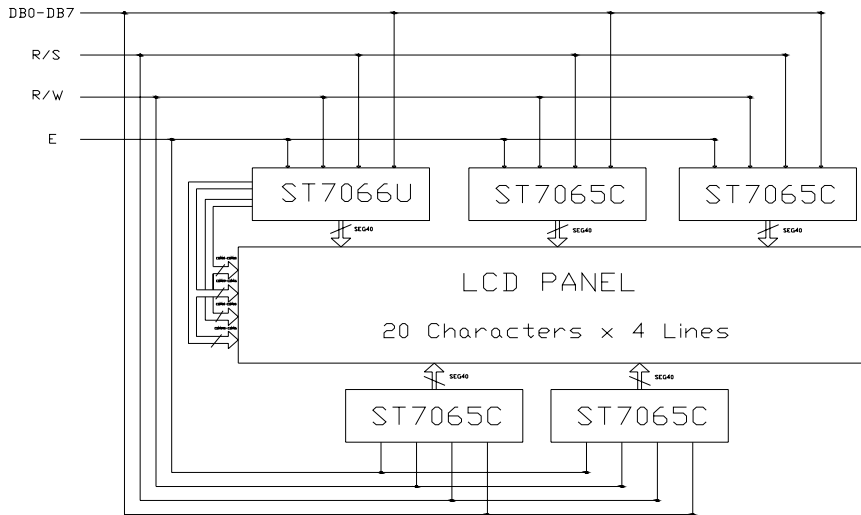 DB0-DB7
R/S
R/W
E
ST7066U
ST7065C
ST7065C
SEG40
SEG40
SEG40
LCD PANEL
20 Characters x 4 Lines
SEG40
SEG40
ST7065C
ST7065C